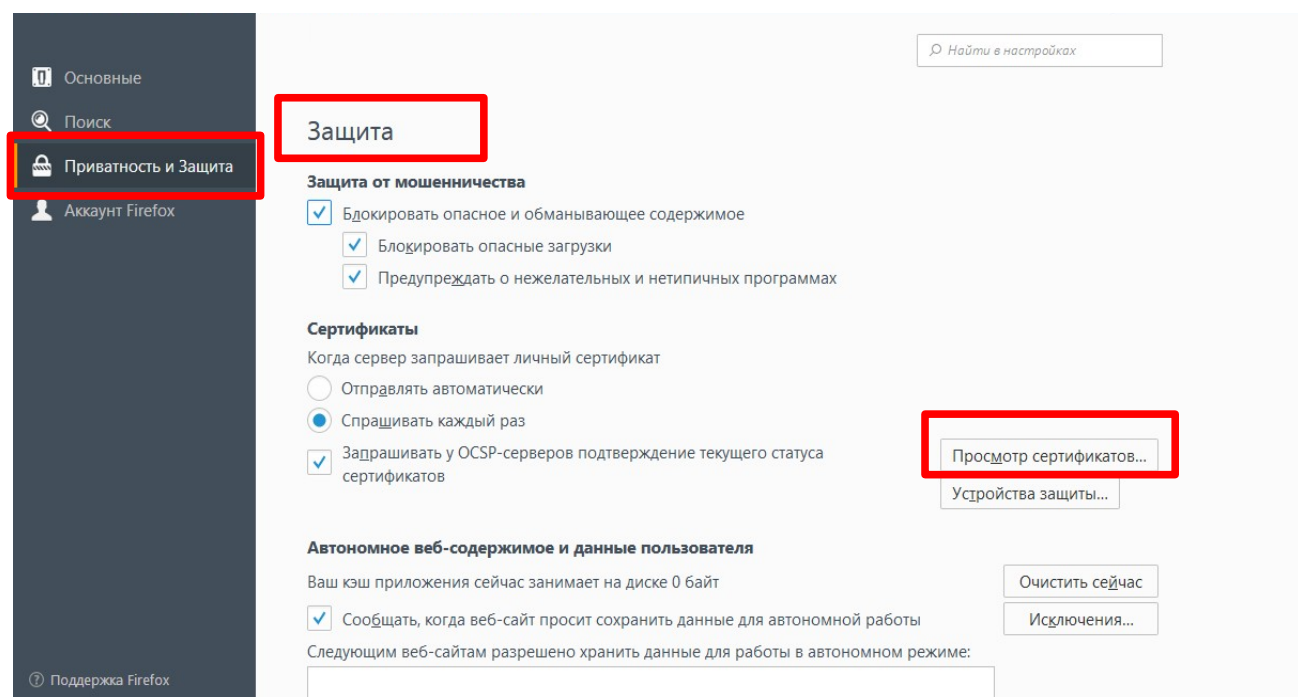 Найти в настройках
Основные
Поиск
Приватность и Защита
Аккаунт Firefox
Защита
Защита от мошенничества
Блокировать опасное и обманывающее содержимое
Блокировать опасные загрузки
Предупреждать о нежелательных и нетипичных программах
Сертификаты
Когда сервер запрашивает личный сертификат
Отправлять автоматически
Спрашивать каждый раз
Запрашивать у OCSP-серверов подтверждение текущего статуса
сертификатов
Просмотр сертификатов...
Устройства защиты...
Автономное веб-содержимое и данные пользователя
Ваш кэш приложения сейчас занимает на диске 0 байт
Очистить сейчас
Сообщать, когда веб-сайт просит сохранить данные для автономной работы
Исключения...
Следующим веб-сайтам разрешено хранить данные для работы в автономном режиме:
Поддержка Firefox